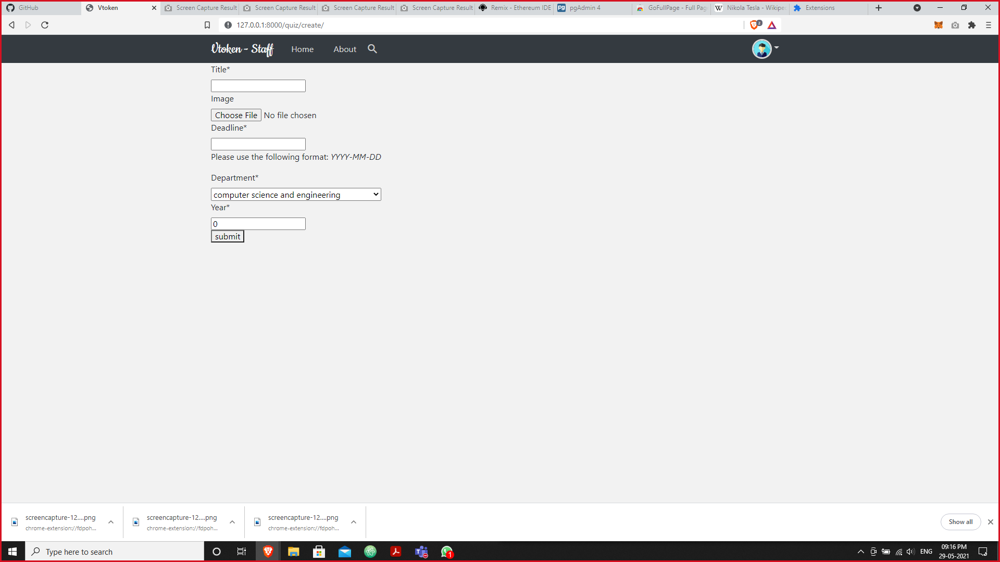 GitHub
Vtoken
Screen Capture Result
Screen Capture Result
Screen Capture Result
Screen Capture Result
Remix - Ethereum IDE
pgAdmin 4
GoFullPage - Full Page
Nikola Tesla - Wikiped
Extensions
127.0.0.1:8000/quiz/create/
2
Vtoken - Staff
Home
About
Title*
Image
Choose File No file chosen
Deadline*
Please use the following format: YYYY-MM-DD
Department*
computer science and engineering
Year*
0
submit
screencapture-12....png
chrome-extension://fdpoh...
screencapture-12....png
chrome-extension://fdpoh...
screencapture-12....png
chrome-extension://fdpoh...
Show all
Type here to search
1
ENG
09:16 PM
29-05-2021